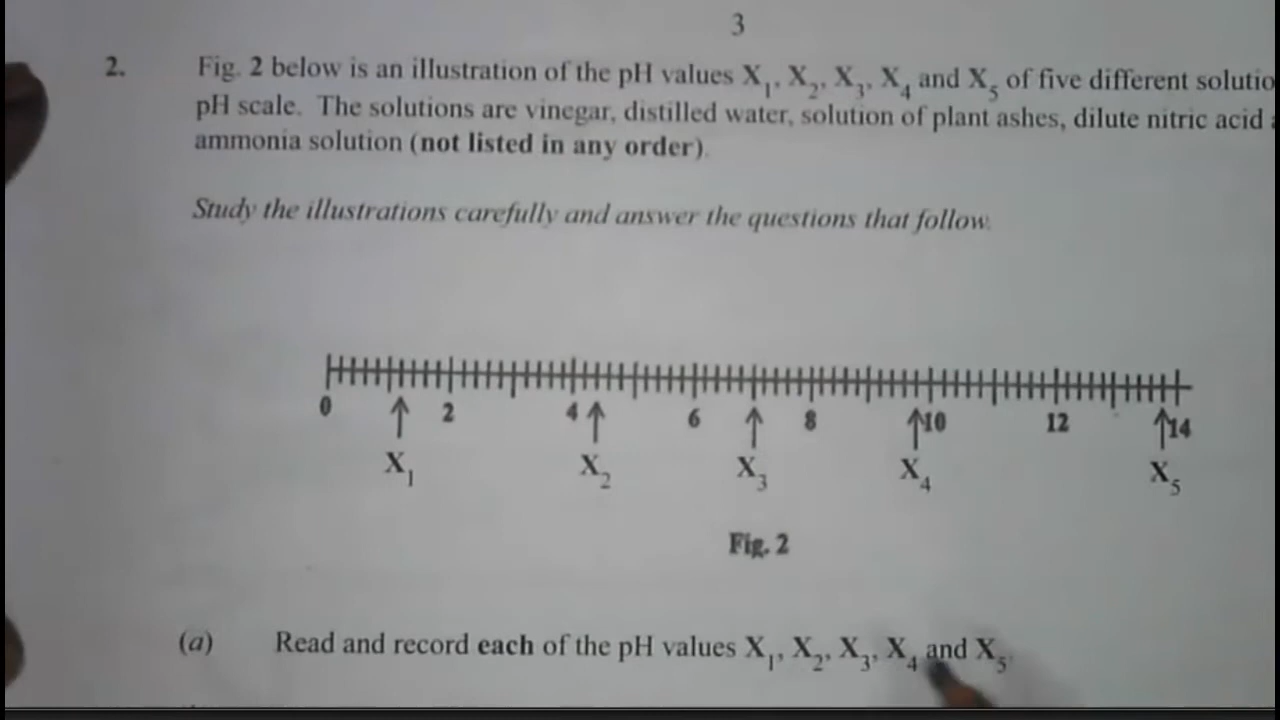 3
2. Fig. 2 below is an illustration of the pH values X₁, X₂, X₃, X₄ and X₅ of five different solutio
pH scale. The solutions are vinegar, distilled water, solution of plant ashes, dilute nitric acid
ammonia solution (not listed in any order).
Study the illustrations carefully and answer the questions that follow.
0 2 4 6 8 10 12 14
X₁ X₂ X₃ X₄ X₅
Fig. 2
(a) Read and record each of the pH values X₁, X₂, X₃, X₄ and X₅.